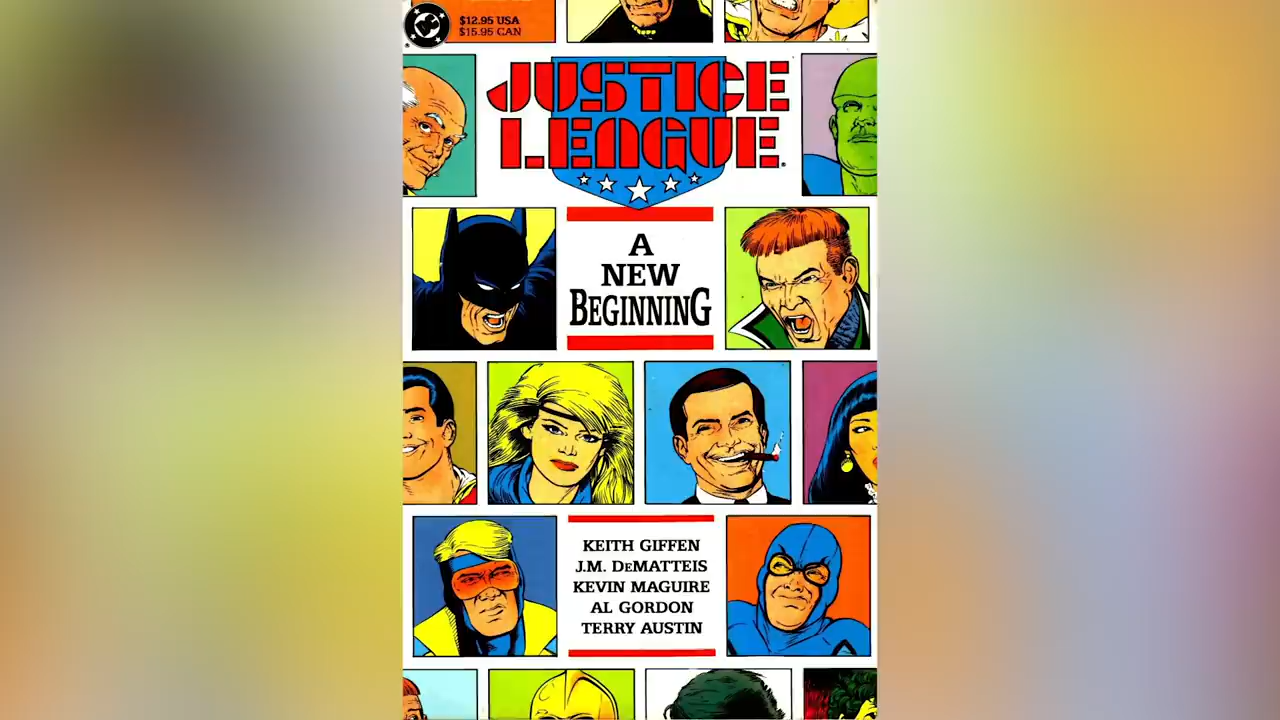 DC
$12.95 USA
$15.95 CAN
JUSTICE
LEAGUE
A
NEW
BEGINNING
KEITH GIFFEN
J.M. DeMATTEIS
KEVIN MAGUIRE
AL GORDON
TERRY AUSTIN